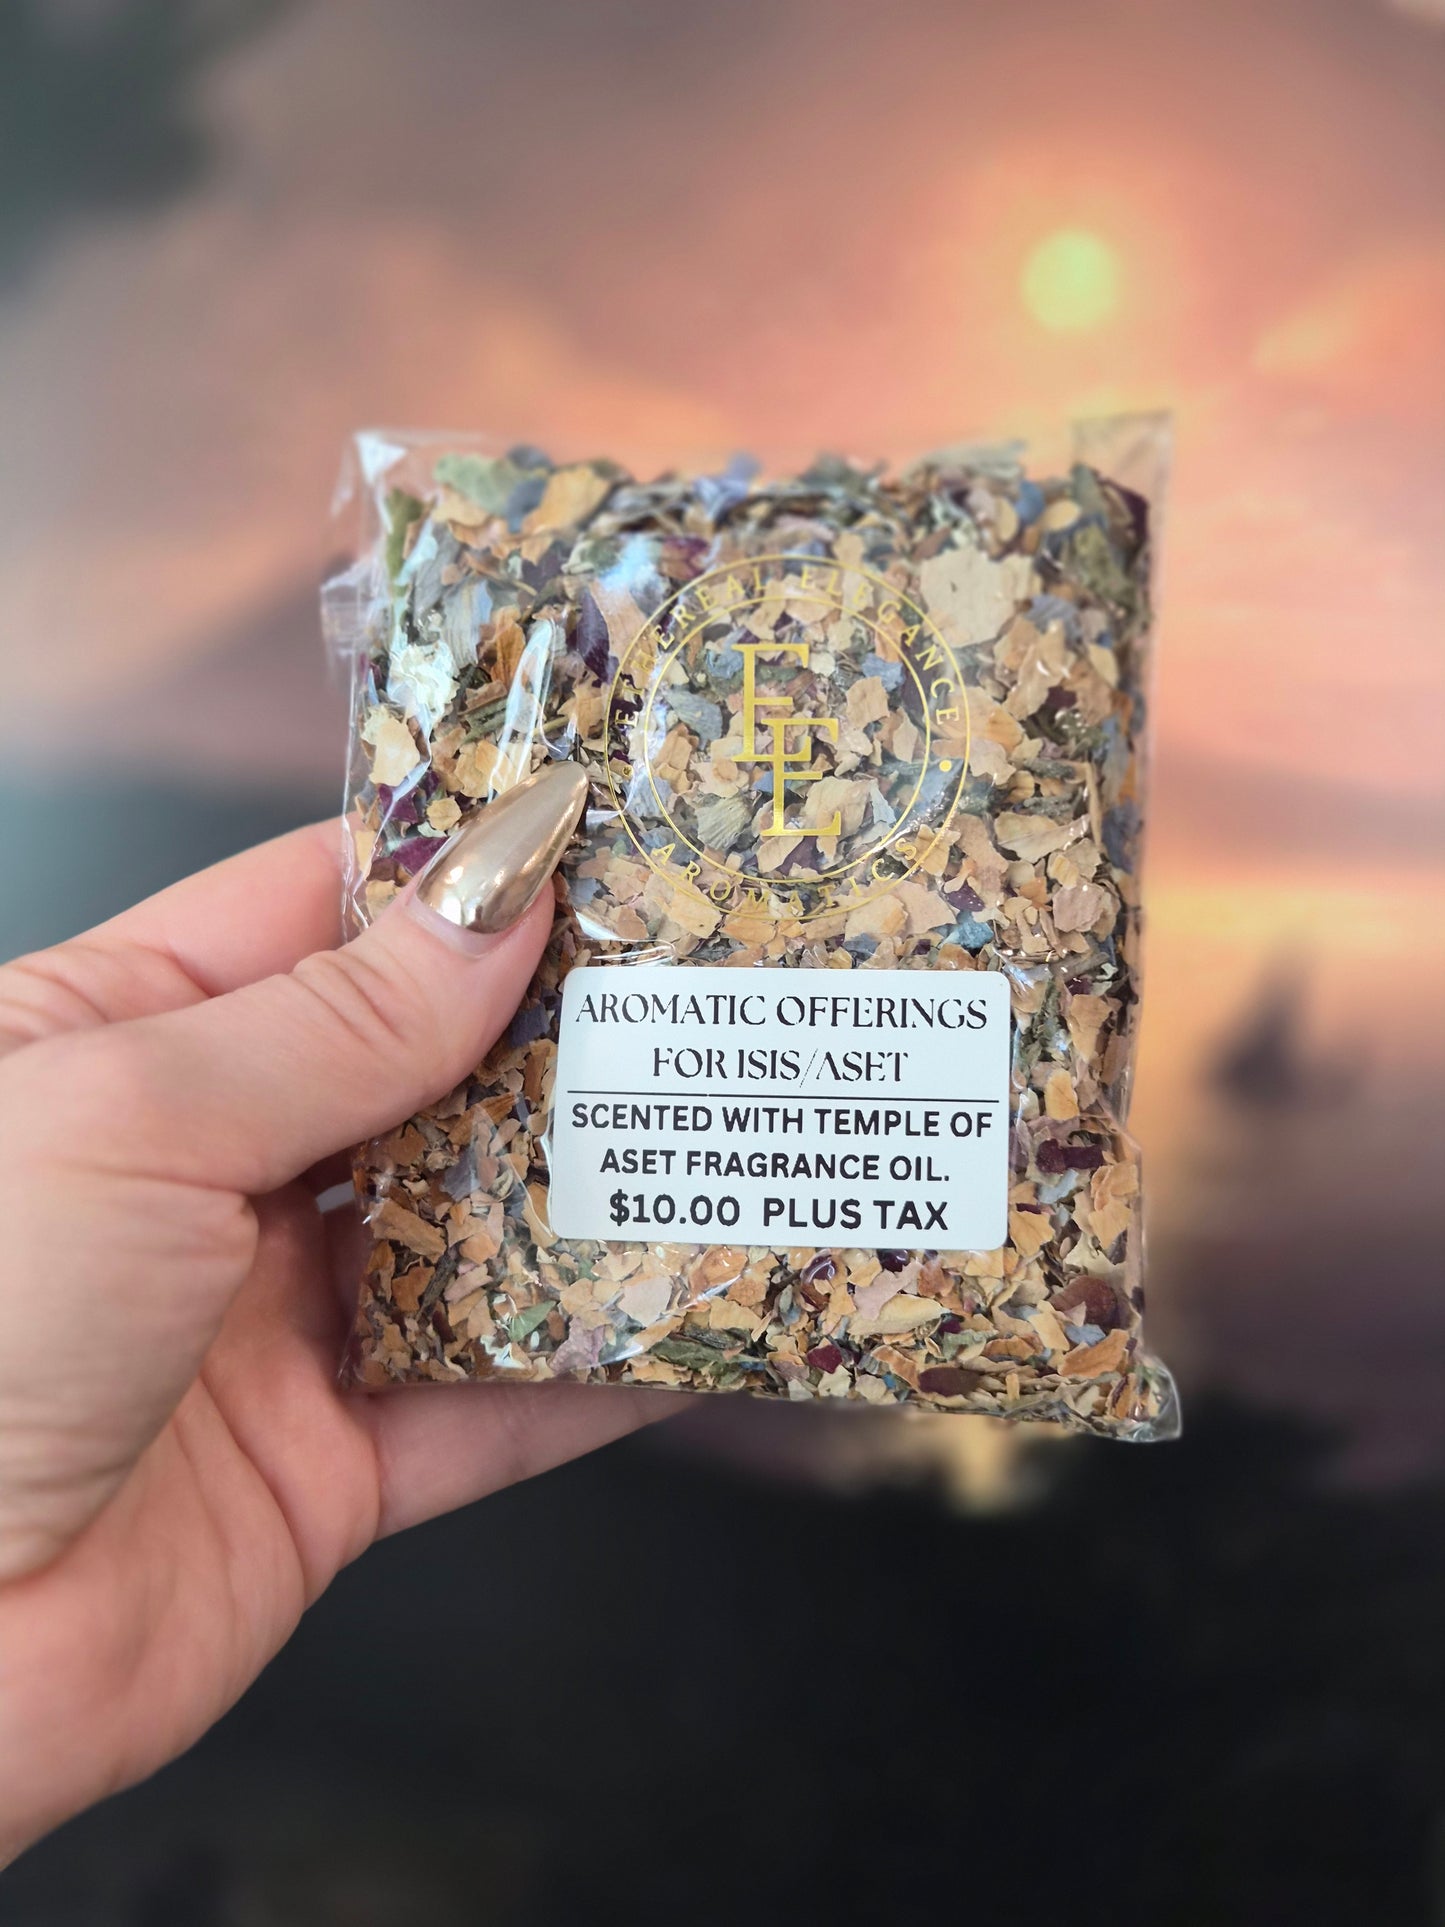 ETHEREAL ELEGANCE
EE
AROMATICS
AROMATIC OFFERINGS
FOR ISIS/ASET
SCENTED WITH TEMPLE OF
ASET FRAGRANCE OIL.
$10.00 PLUS TAX